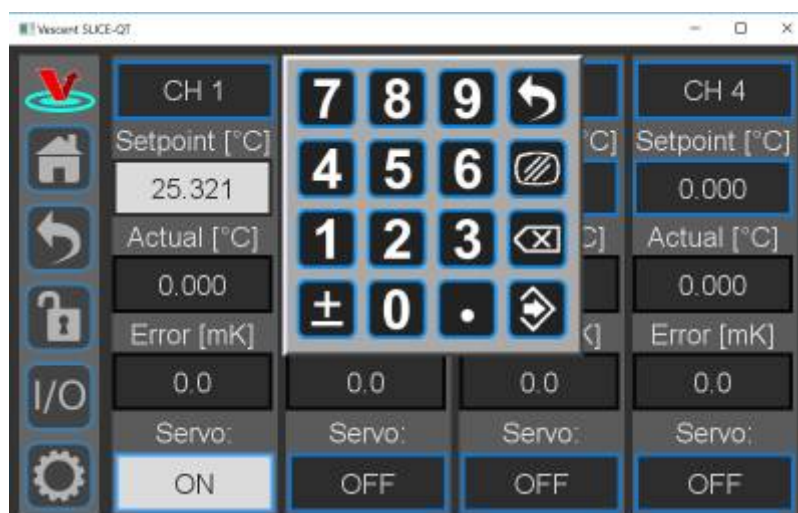 Vescent SLICE-QT
CH 1
7 8 9
CH 4
Setpoint [°C]
°C]
Setpoint [°C]
4 5 6
25.321
0.000
Actual [°C]
1 2 3
Actual [°C]
0.000
± 0 .
0.000
Error [mK]
Error [mK]
I/O
0.0
0.0
0.0
0.0
Servo:
Servo:
Servo:
Servo:
ON
OFF
OFF
OFF